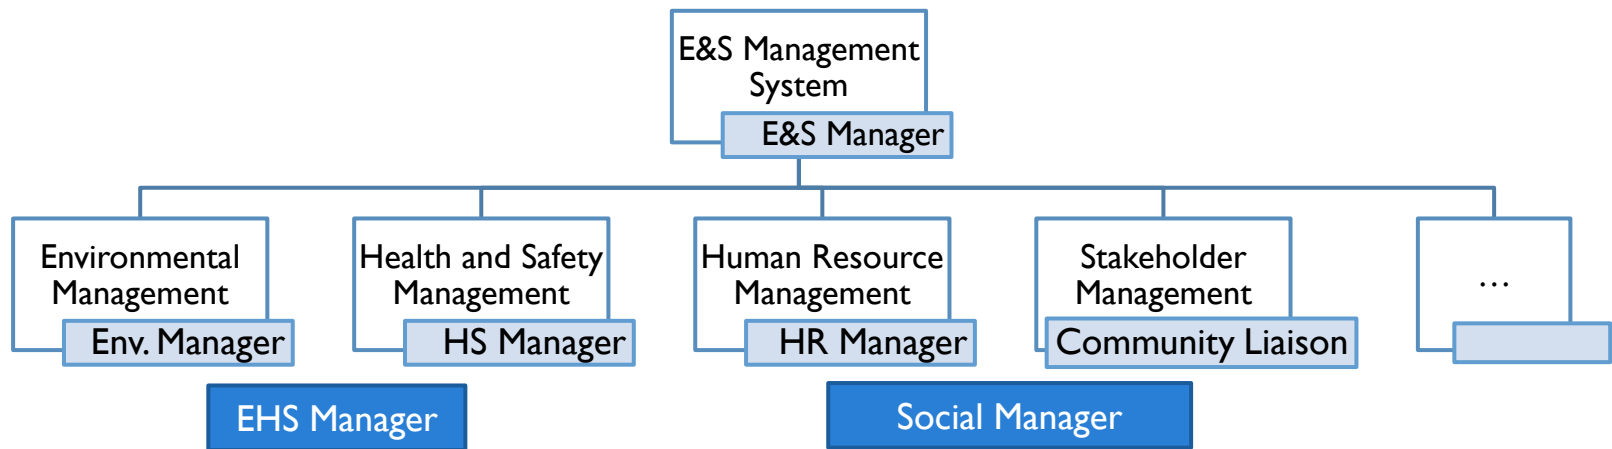 E&S Management
System
E&S Manager
Environmental
Management
Env. Manager
Health and Safety
Management
HS Manager
Human Resource
Management
HR Manager
Stakeholder
Management
Community Liaison
...
EHS Manager
Social Manager